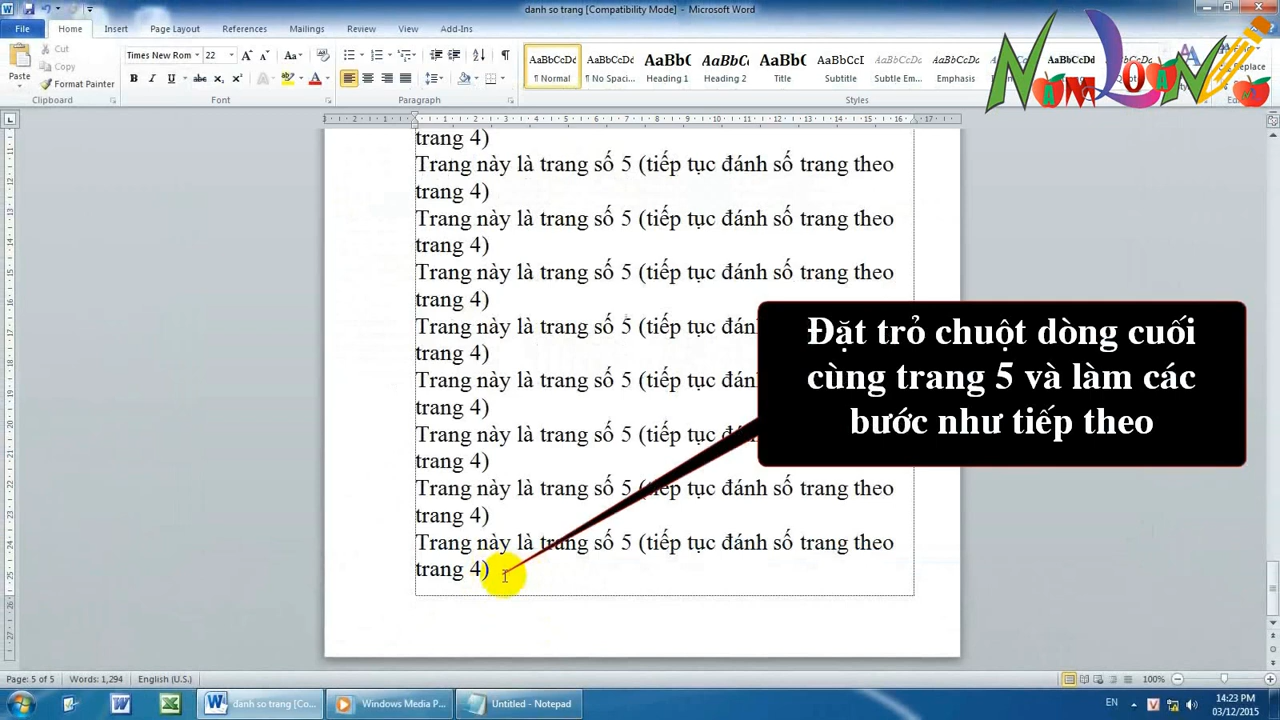 danh so trang [Compatibility Mode] - Microsoft Word
File Home Insert Page Layout References Mailings Review View Add-Ins
Paste
Cut
Copy
Format Painter
Clipboard
Times New Rom 22
Font
Paragraph
AaBbCcDc AaBbCcDc AaBbC AaBbCc AaBbC AaBbCcI AaBbCcDc AaBbCcDc
¶ Normal ¶ No Spaci... Heading 1 Heading 2 Title Subtitle Subtle Em... Emphasis
Styles
Replace
NĂM LOAN
trang 4)
Trang này là trang số 5 (tiếp tục đánh số trang theo
trang 4)
Trang này là trang số 5 (tiếp tục đánh số trang theo
trang 4)
Trang này là trang số 5 (tiếp tục đánh số trang theo
trang 4)
Trang này là trang số 5 (tiếp tục đánh
trang 4)
Trang này là trang số 5 (tiếp tục đánh
trang 4)
Trang này là trang số 5 (tiếp tục
trang 4)
Trang này là trang số 5 (tiếp tục đánh số trang theo
trang 4)
Trang này là trang số 5 (tiếp tục đánh số trang theo
trang 4)
Đặt trỏ chuột dòng cuối
cùng trang 5 và làm các
bước như tiếp theo
Page: 5 of 5 Words: 1,294 English (U.S.) 100%
danh so trang [Co... Windows Media P... Untitled - Notepad EN 14:23 PM
03/12/2015